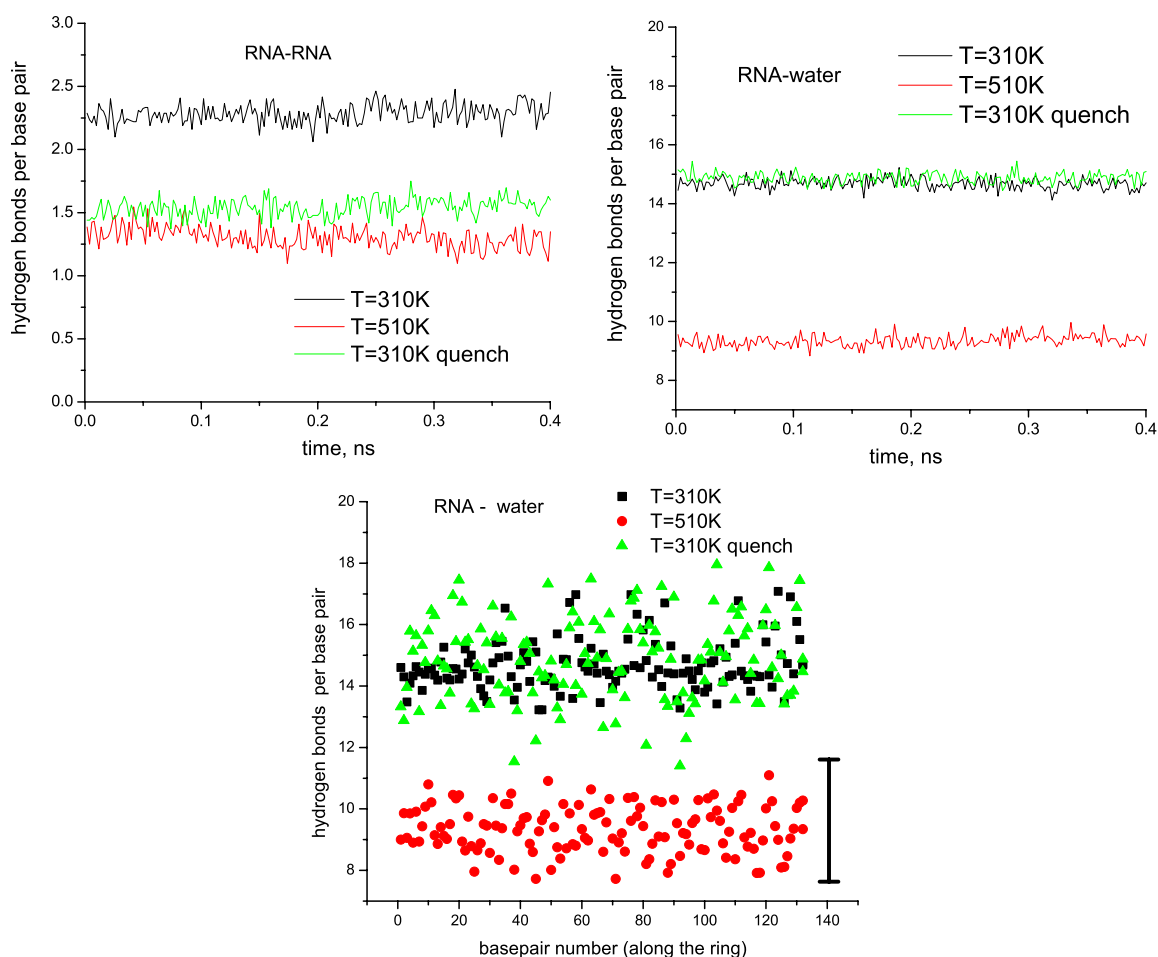 3.0
2.5
2.0
1.5
1.0
0.5
0.0
hydrogen bonds per base pair
RNA-RNA
T=310K
T=510K
T=310K quench
0.0
0.1
0.2
0.3
0.4
time, ns
20
18
16
14
12
10
8
hydrogen bonds per base pair
RNA-water
T=310K
T=510K
T=310K quench
0.0
0.1
0.2
0.3
0.4
time, ns
20
18
16
14
12
10
8
hydrogen bonds per base pair
RNA - water
T=310K
T=510K
T=310K quench
0
20
40
60
80
100
120
140
basepair number (along the ring)